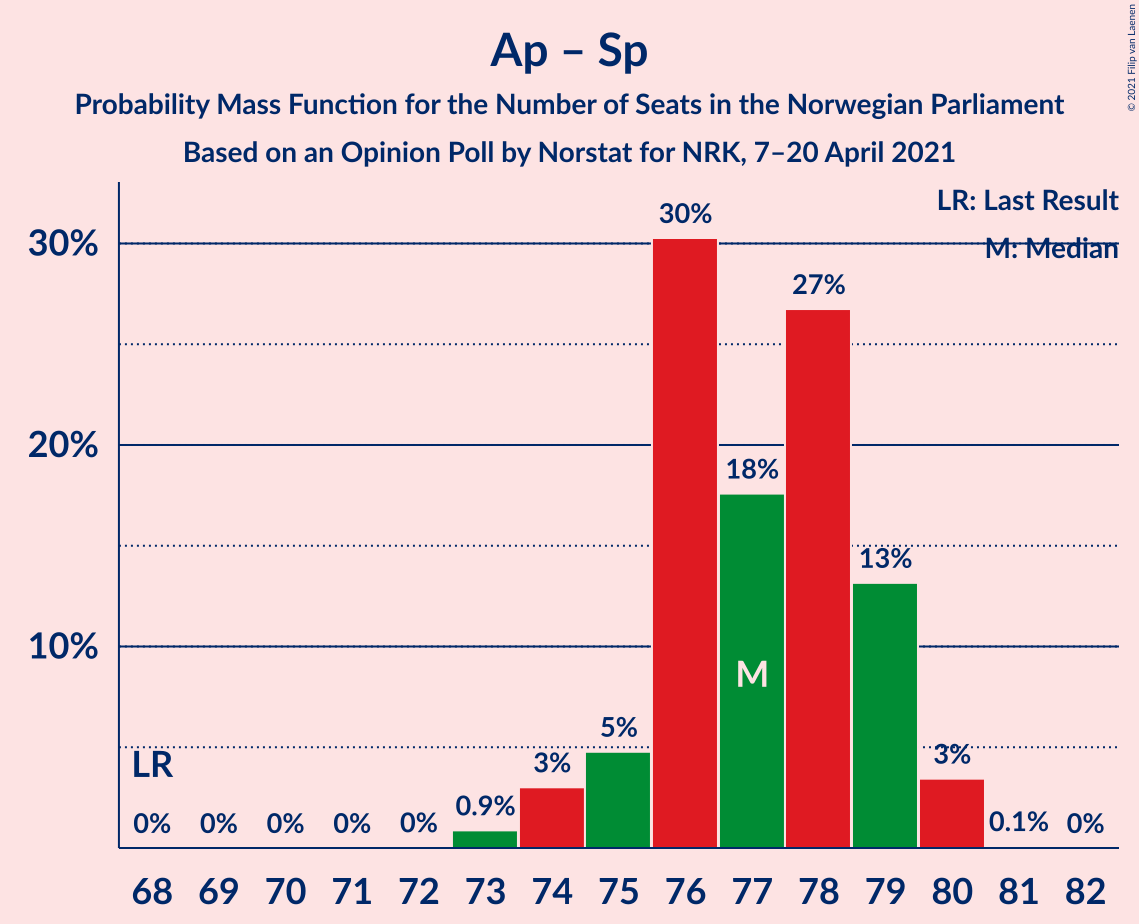 Ap – Sp
Probability Mass Function for the Number of Seats in the Norwegian Parliament
Based on an Opinion Poll by Norstat for NRK, 7–20 April 2021
© 2021 Filip van Laenen
LR: Last Result
M: Median
30%
20%
10%
30%
27%
18%
13%
M
5%
3%
3%
LR
0.9%
0% 0% 0% 0% 0% 0.1% 0%
68 69 70 71 72 73 74 75 76 77 78 79 80 81 82